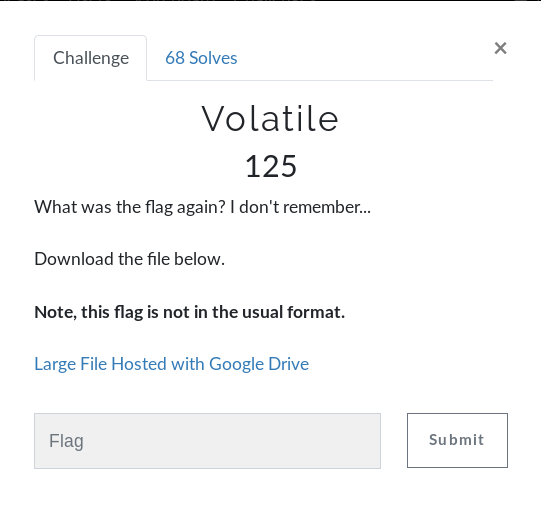 Challenge
68 Solves
×
Volatile
125
What was the flag again? I don't remember...
Download the file below.
Note, this flag is not in the usual format.
Large File Hosted with Google Drive
Flag
Submit